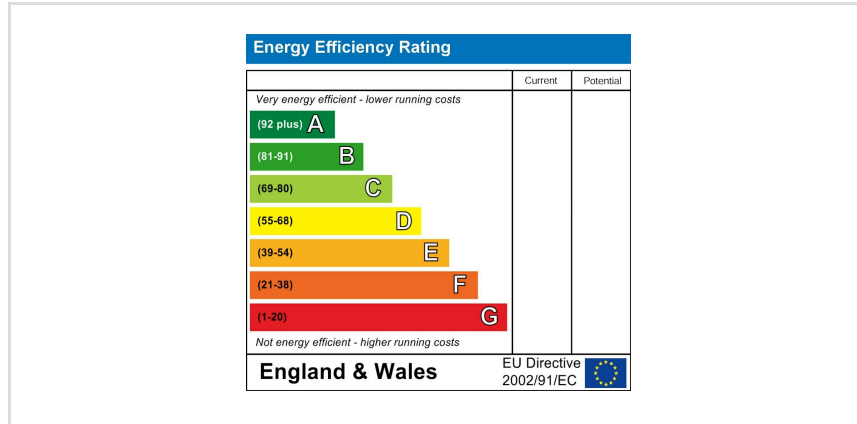 Energy Efficiency Rating
Current Potential
Very energy efficient - lower running costs
(92 plus) A
(81-91) B
(69-80) C
(55-68) D
(39-54) E
(21-38) F
(1-20) G
Not energy efficient - higher running costs
England & Wales
EU Directive
2002/91/EC